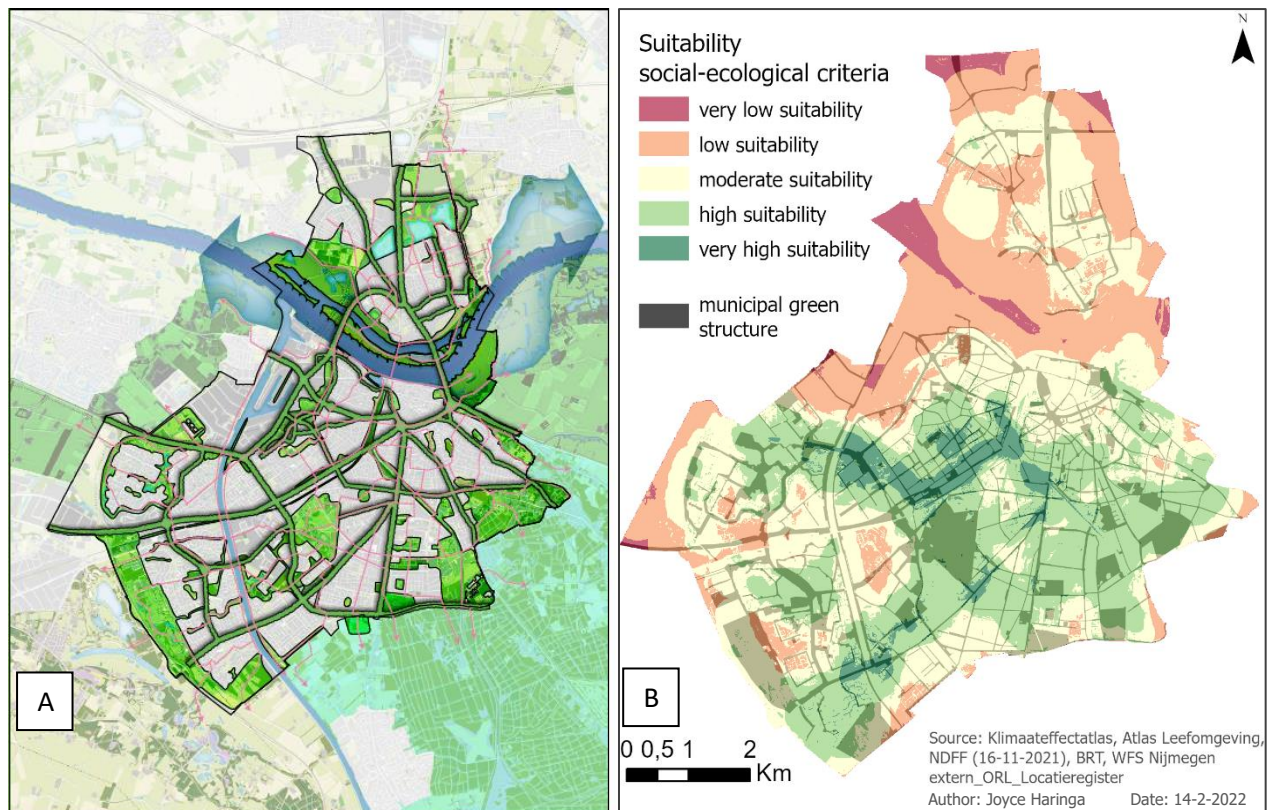 A
Suitability
social-ecological criteria
very low suitability
low suitability
moderate suitability
high suitability
very high suitability
municipal green
structure
N
B
0 0,5 1 2
Km
Source: Klimaateffectatlas, Atlas Leefomgeving,
NDFF (16-11-2021), BRT, WFS Nijmegen
extern_ORL_Locatieregister
Author: Joyce Haringa Date: 14-2-2022